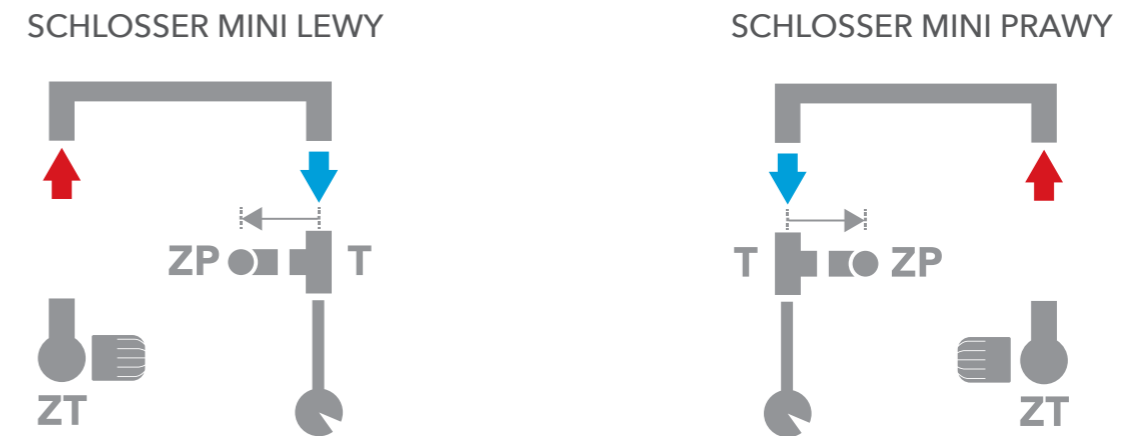 SCHLOSSER MINI LEWY
SCHLOSSER MINI PRAWY
ZP T
T ZP
ZT
ZT